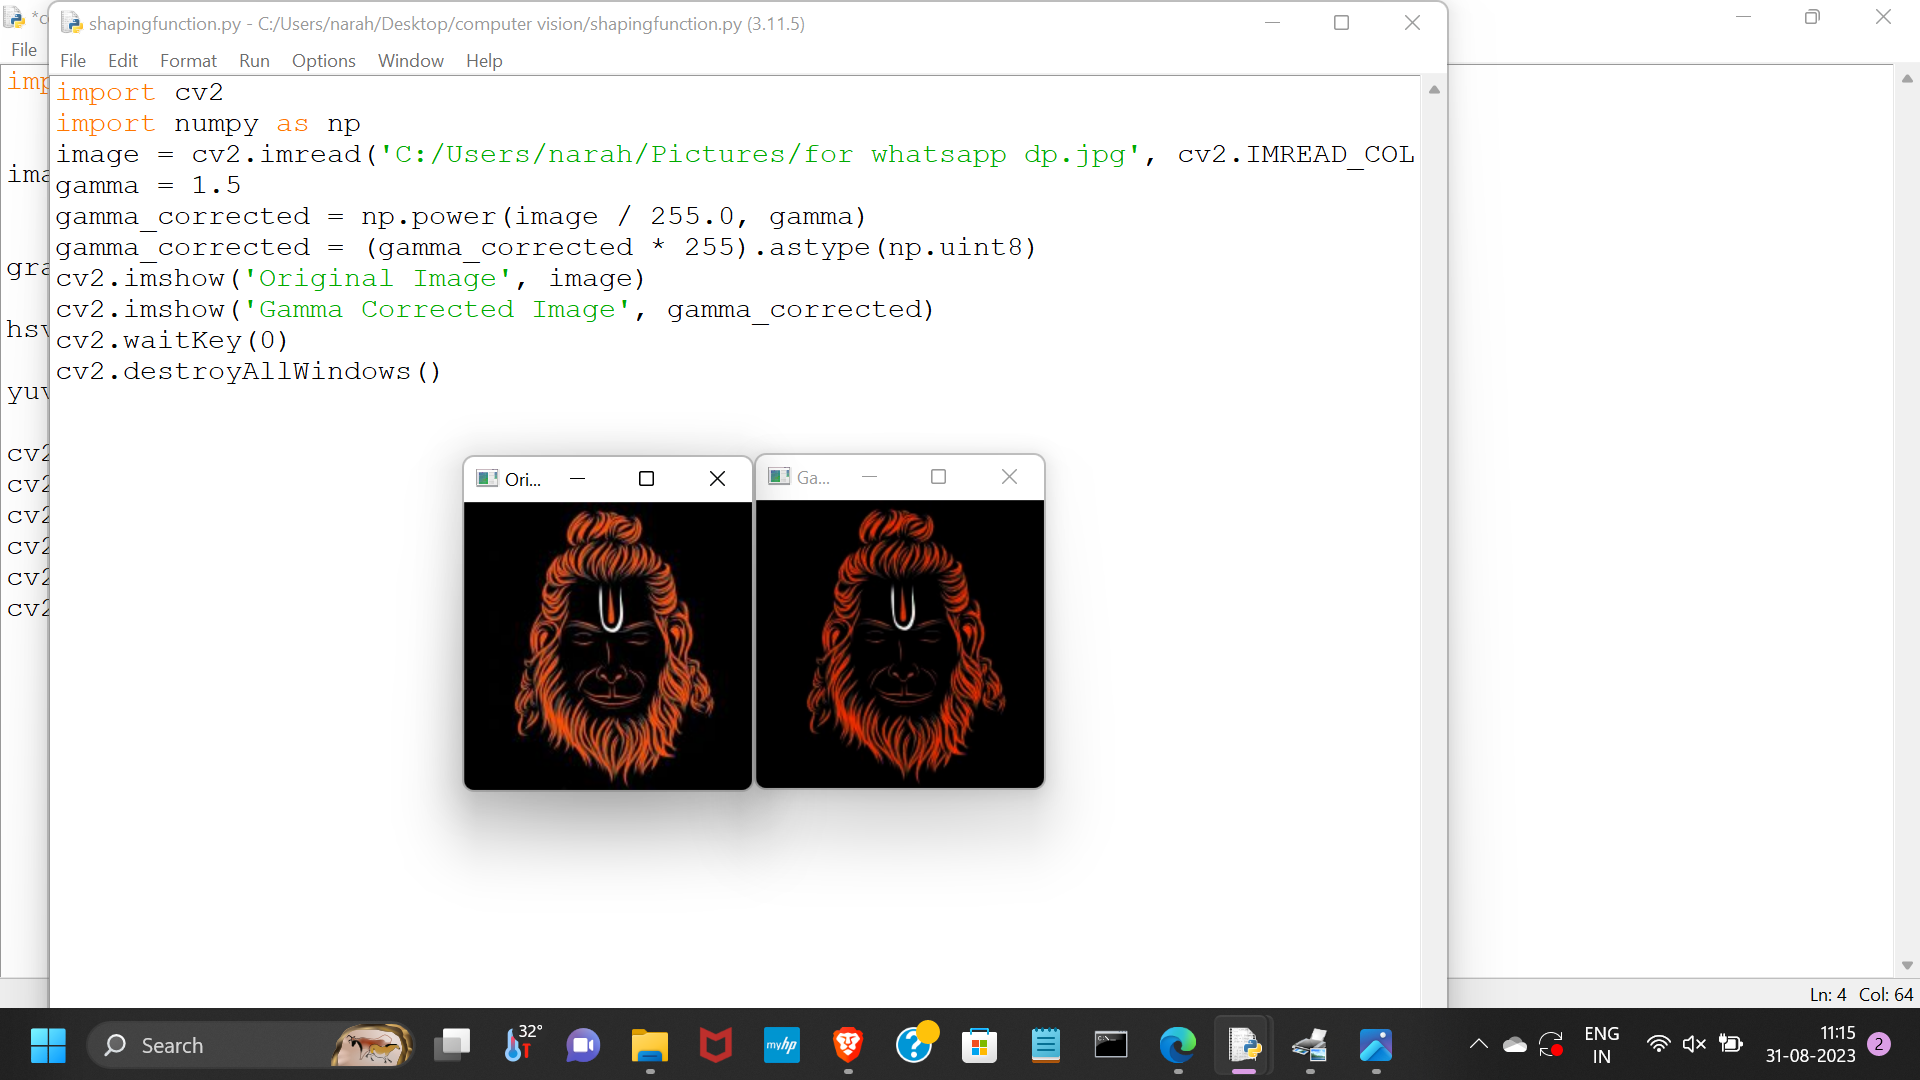 *c
File
imp
ima
gra
hsv
yuv
cv2
cv2
cv2
cv2
cv2
cv2
shapingfunction.py - C:/Users/narah/Desktop/computer vision/shapingfunction.py (3.11.5)
File Edit Format Run Options Window Help
import cv2
import numpy as np
image = cv2.imread('C:/Users/narah/Pictures/for whatsapp dp.jpg', cv2.IMREAD_COL
gamma = 1.5
gamma_corrected = np.power(image / 255.0, gamma)
gamma_corrected = (gamma_corrected * 255).astype(np.uint8)
cv2.imshow('Original Image', image)
cv2.imshow('Gamma Corrected Image', gamma_corrected)
cv2.waitKey(0)
cv2.destroyAllWindows()
Ori...
Ga...
Ln: 4 Col: 64
Search
32°
myhp
C:\
ENG
IN
11:15
31-08-2023
2